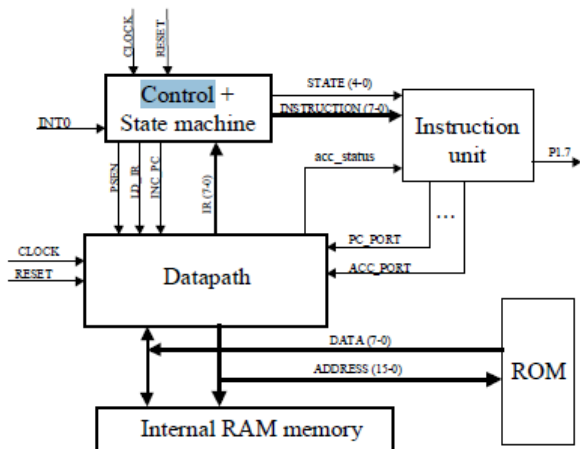 CLOCK
RESET
Control +
State machine
INT0
STATE (4-0)
INSTRUCTION (7-0)
Instruction
unit
P1.7
PSEN
LD_IR
INC_PC
IR (7-0)
acc_status
...
PC_PORT
ACC_PORT
CLOCK
RESET
Datapath
DATA (7-0)
ADDRESS (15-0)
ROM
Internal RAM memory